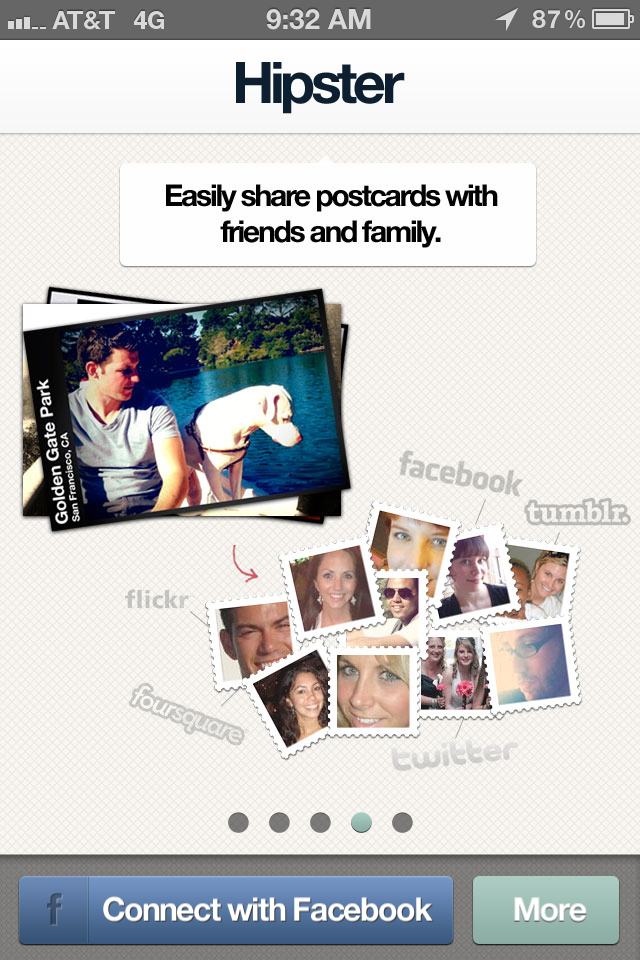 AT&T 4G 9:32 AM 87%
Hipster
Easily share postcards with
friends and family.
Golden Gate Park
San Francisco, CA
facebook
tumblr.
flickr
foursquare
twitter
f Connect with Facebook
More